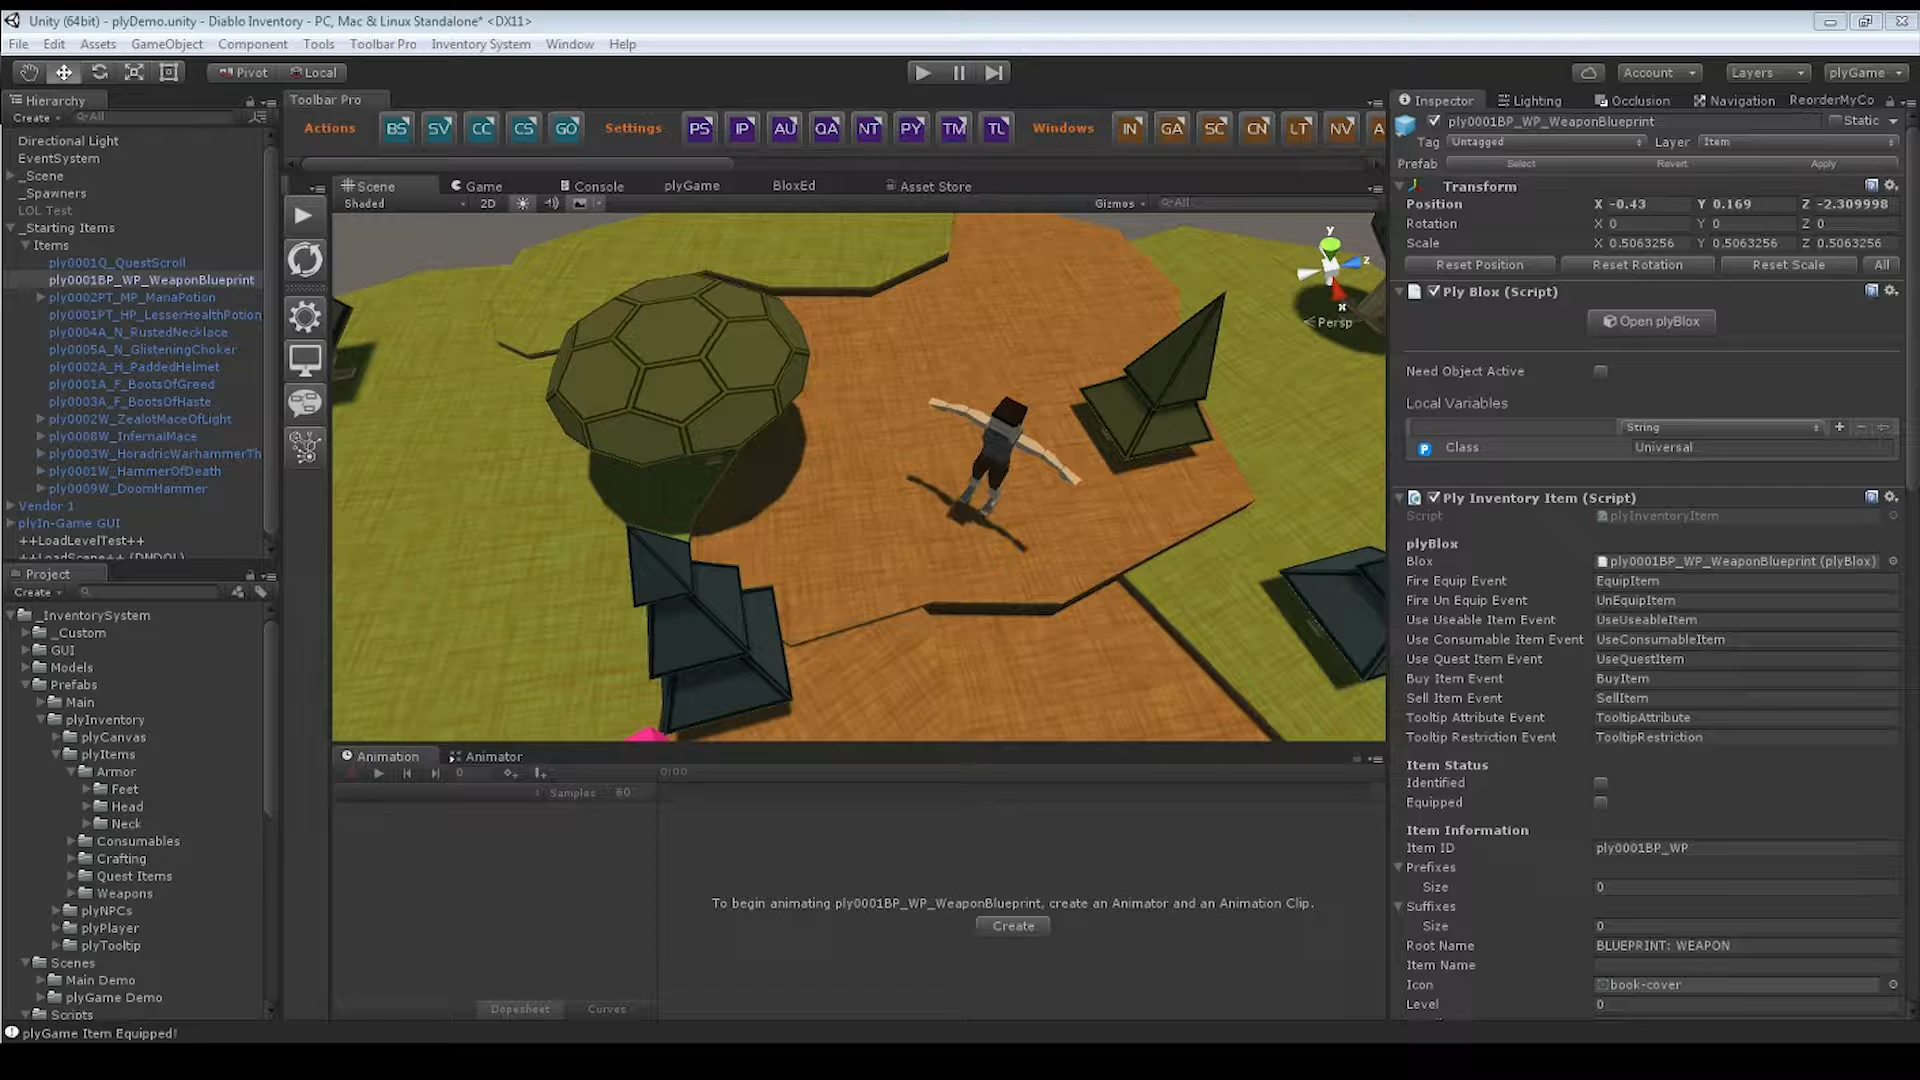 Unity (64bit) - plyDemo.unity - Diablo Inventory - PC, Mac & Linux Standalone* <DX11>
File Edit Assets GameObject Component Tools Toolbar Pro Inventory System Window Help
Pivot Local Account Layers plyGame
Hierarchy
Create All
Directional Light
EventSystem
_Scene
_Spawners
LOL Test
_Starting Items
Items
ply0001Q_QuestScroll
ply0001BP_WP_WeaponBlueprint
ply0002PT_MP_ManaPotion
ply0001PT_HP_LesserHealthPotion
ply0004A_N_RustedNecklace
ply0005A_N_GlisteningChoker
ply0002A_H_PaddedHelmet
ply0001A_F_BootsOfGreed
ply0003A_F_BootsOfHaste
ply0002W_ZealotMaceOfLight
ply0008W_InfernalMace
ply0003W_HoradricWarhammerTh
ply0001W_HammerOfDeath
ply0009W_DoomHammer
Vendor 1
plyIn-Game GUI
++LoadLevelTest++
++LoadScene++ (DNDOL)
Project
Create
_InventorySystem
_Custom
GUI
Models
Prefabs
Main
plyInventory
plyCanvas
plyItems
Armor
Feet
Head
Neck
Consumables
Crafting
Quest Items
Weapons
plyNPCs
plyPlayer
plyTooltip
Scenes
Main Demo
plyGame Demo
Scripts
plyGame Item Equipped!
Toolbar Pro
Actions BS SV CC CS GO Settings PS IP AU QA NT PY TM TL Windows IN GA SC CN LT NV A
Scene Game Console plyGame BloxEd Asset Store
Shaded 2D Gizmos All
y
z
x
Persp
Animation Animator
0 0:00
Samples 60
To begin animating ply0001BP_WP_WeaponBlueprint, create an Animator and an Animation Clip.
Create
Dopesheet Curves
Inspector Lighting Occlusion Navigation ReorderMyCo
ply0001BP_WP_WeaponBlueprint Static
Tag Untagged Layer Item
Prefab Select Revert Apply
Transform
Position X -0.43 Y 0.169 Z -2.309998
Rotation X 0 Y 0 Z 0
Scale X 0.5063256 Y 0.5063256 Z 0.5063256
Reset Position Reset Rotation Reset Scale All
Ply Blox (Script)
Open plyBlox
Need Object Active
Local Variables
String
P Class Universal
Ply Inventory Item (Script)
Script plyInventoryItem
plyBlox
Blox ply0001BP_WP_WeaponBlueprint (plyBlox)
Fire Equip Event EquipItem
Fire Un Equip Event UnEquipItem
Use Useable Item Event UseUseableItem
Use Consumable Item Event UseConsumableItem
Use Quest Item Event UseQuestItem
Buy Item Event BuyItem
Sell Item Event SellItem
Tooltip Attribute Event TooltipAttribute
Tooltip Restriction Event TooltipRestriction
Item Status
Identified
Equipped
Item Information
Item ID ply0001BP_WP
Prefixes
Size 0
Suffixes
Size 0
Root Name BLUEPRINT: WEAPON
Item Name
Icon book-cover
Level 0